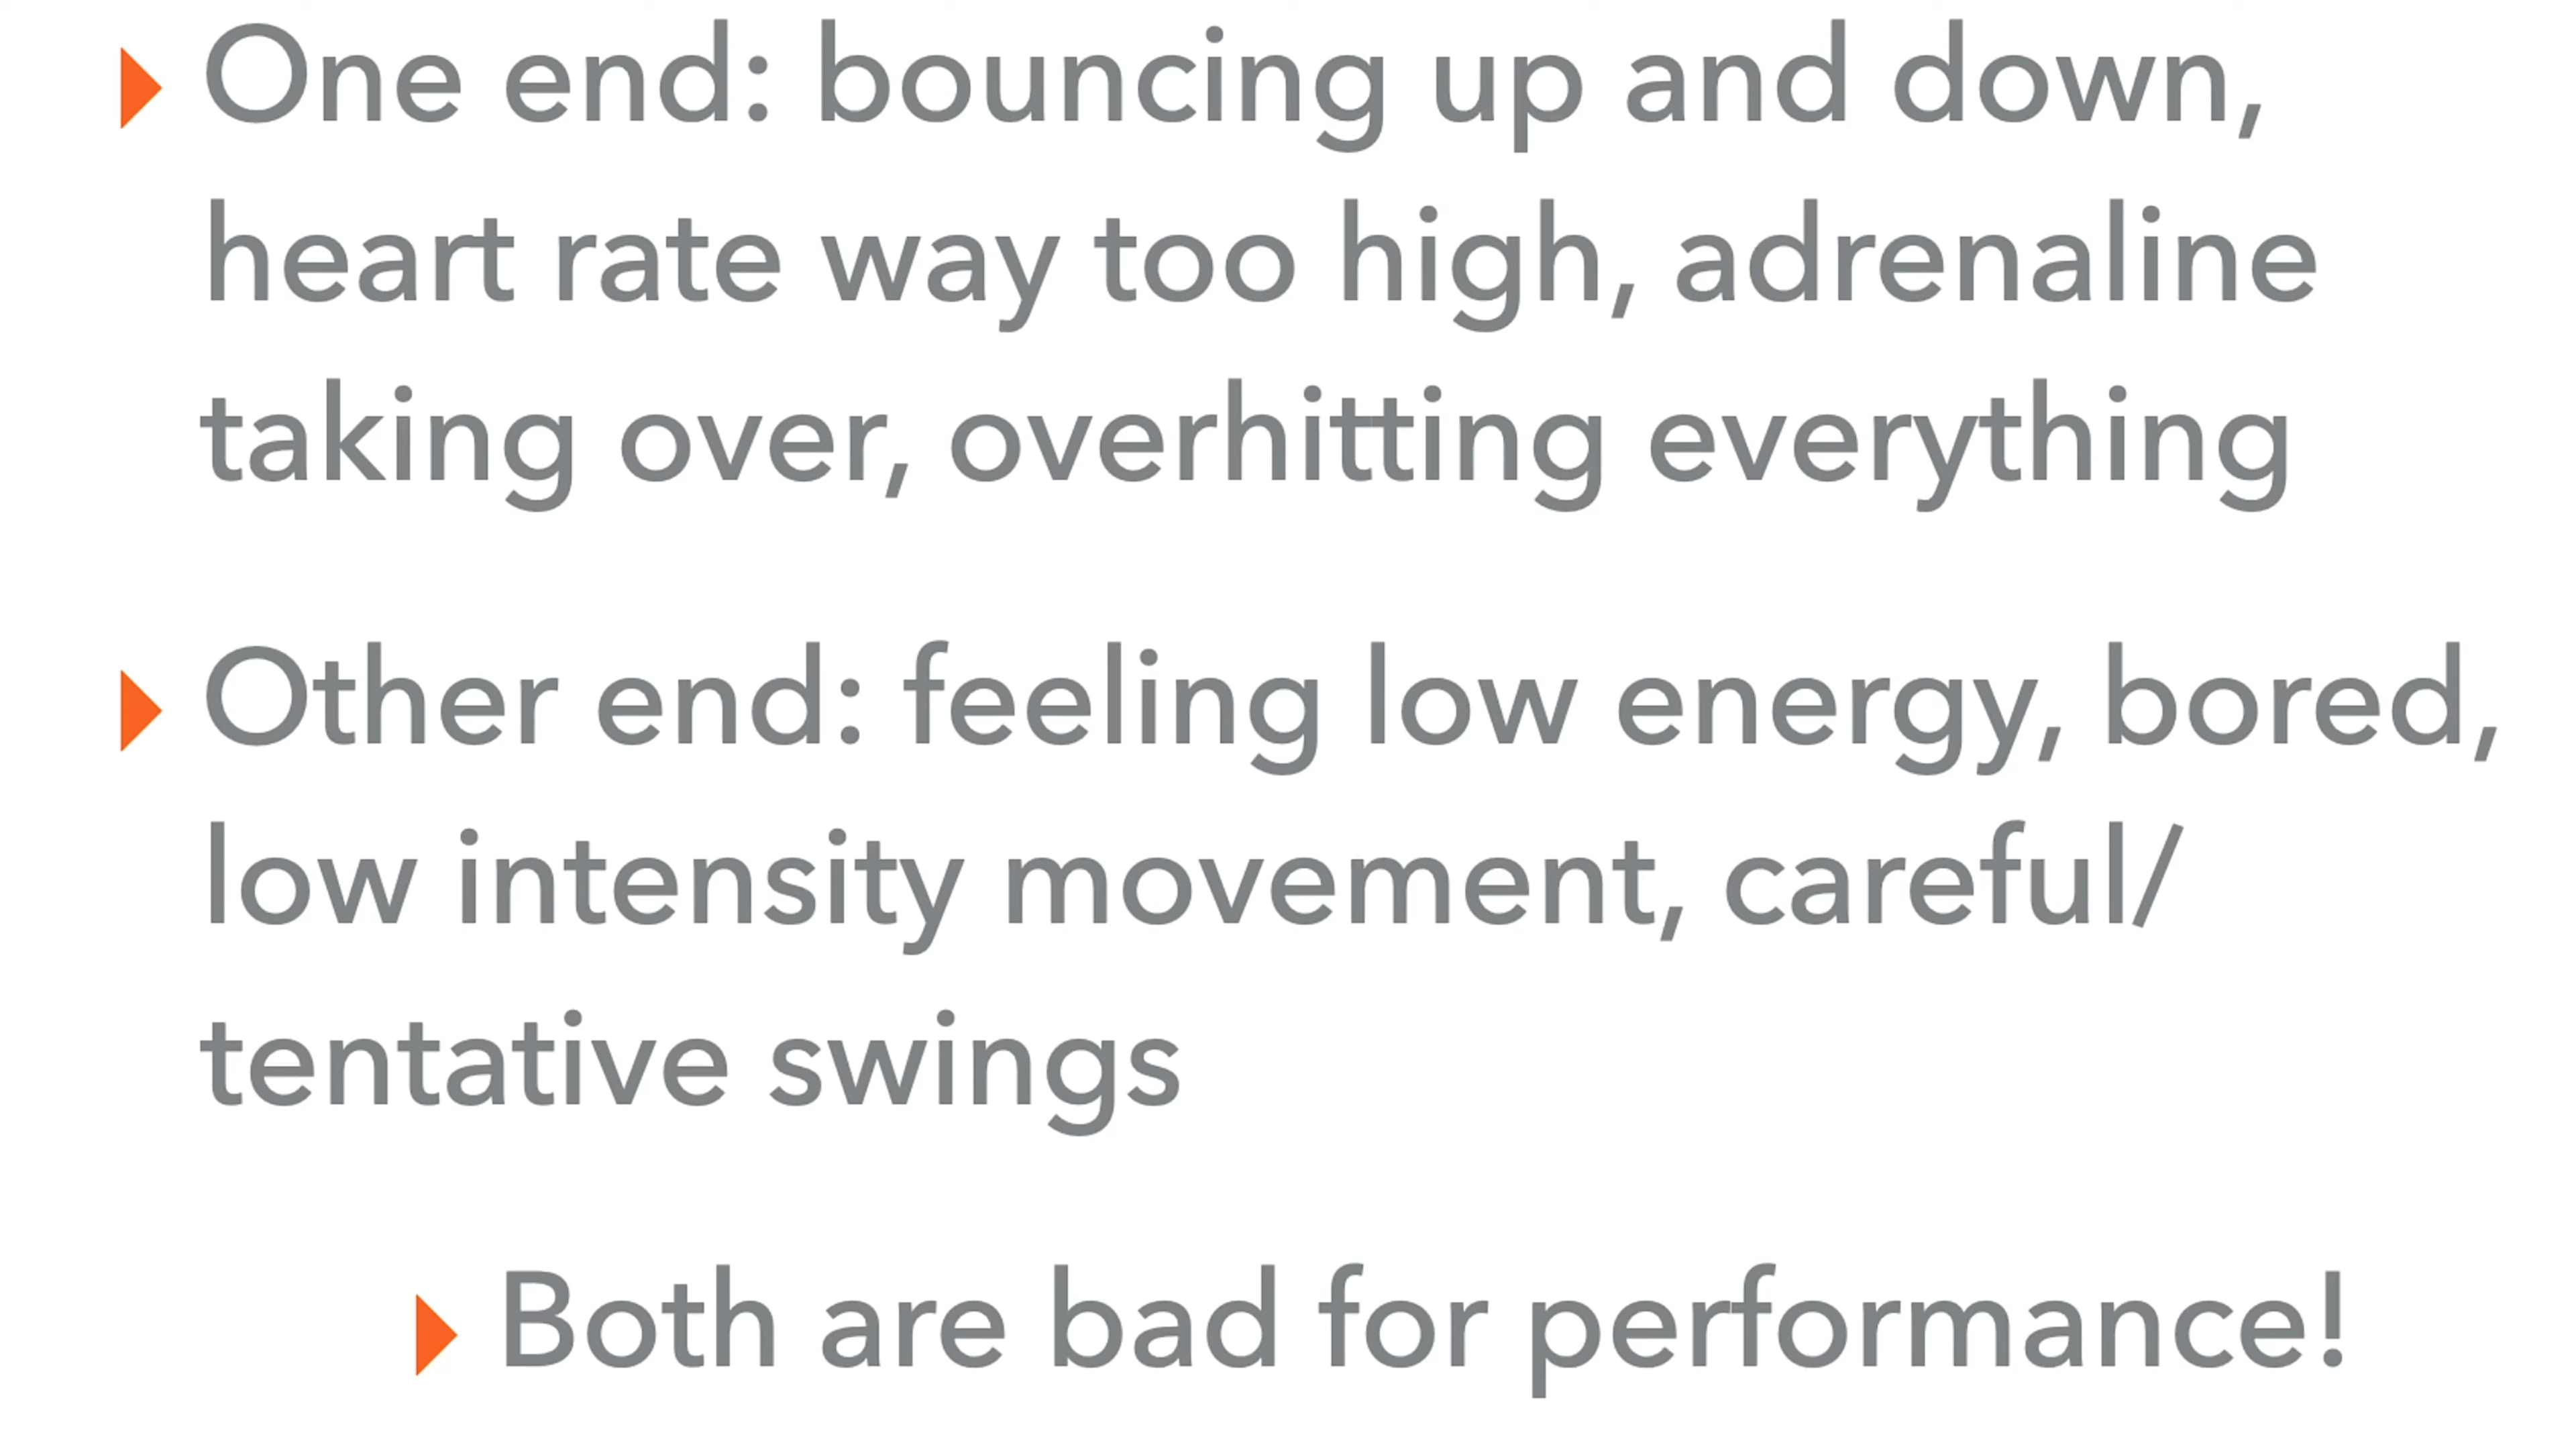 One end: bouncing up and down,
heart rate way too high, adrenaline
taking over, overhitting everything
Other end: feeling low energy, bored,
low intensity movement, careful/
tentative swings
Both are bad for performance!